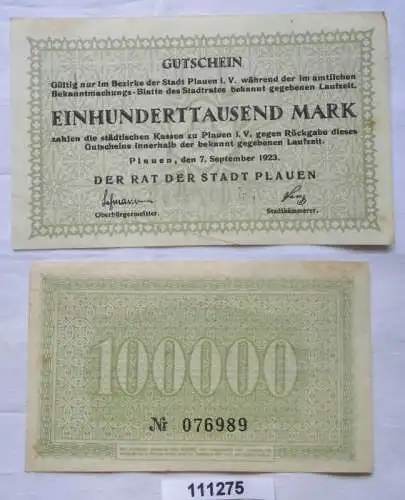 GUTSCHEIN
Gültig nur im Bezirke der Stadt Plauen i. V. während der im amtlichen
Bekanntmachungs-Blatte des Stadtrates bekannt gegebenen Laufzeit.
EINHUNDERTTAUSEND MARK
zahlen die städtischen Kassen zu Plauen i. V. gegen Rückgabe dieses
Gutscheins innerhalb der bekannt gegebenen Laufzeit.
Plauen, den 7. September 1923.
DER RAT DER STADT PLAUEN
Oberbürgermeister.
Stadtkämmerer.
100000
№ 076989
111275